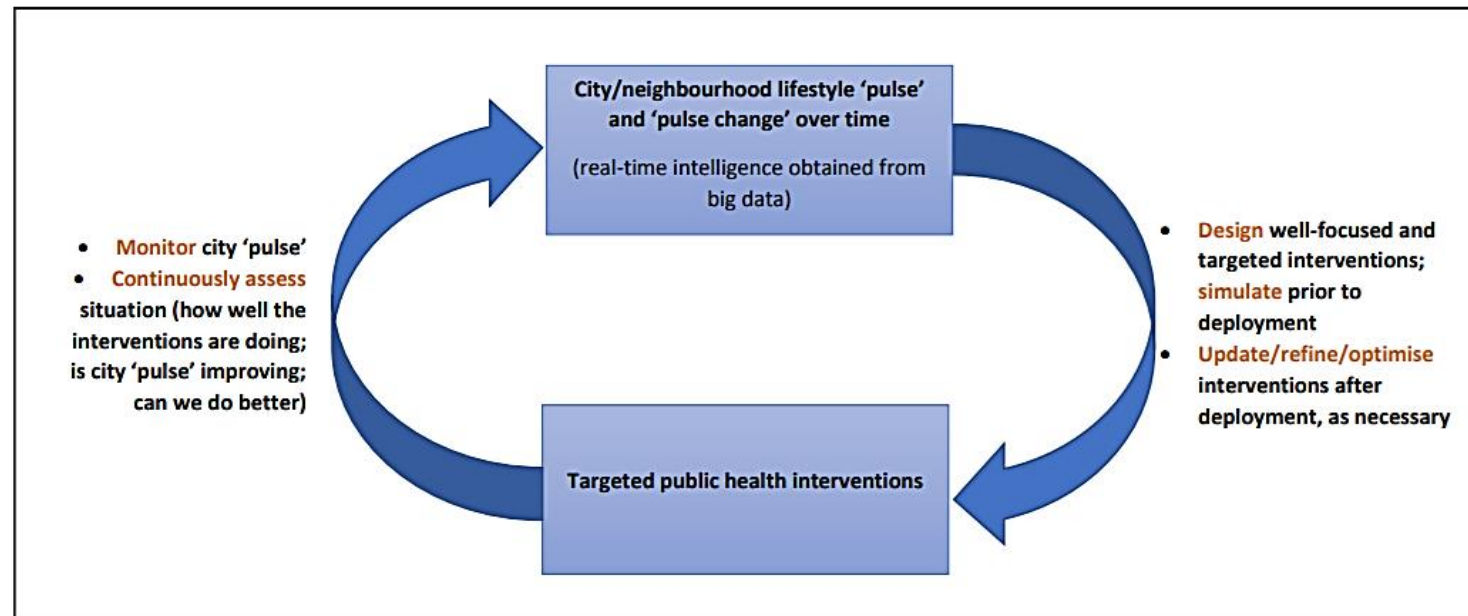 City/neighbourhood lifestyle ‘pulse’
and ‘pulse change’ over time
(real-time intelligence obtained from
big data)
• Monitor city ‘pulse’
• Continuously assess
situation (how well the
interventions are doing;
is city ‘pulse’ improving;
can we do better)
• Design well-focused and
targeted interventions;
simulate prior to
deployment
• Update/refine/optimise
interventions after
deployment, as necessary
Targeted public health interventions